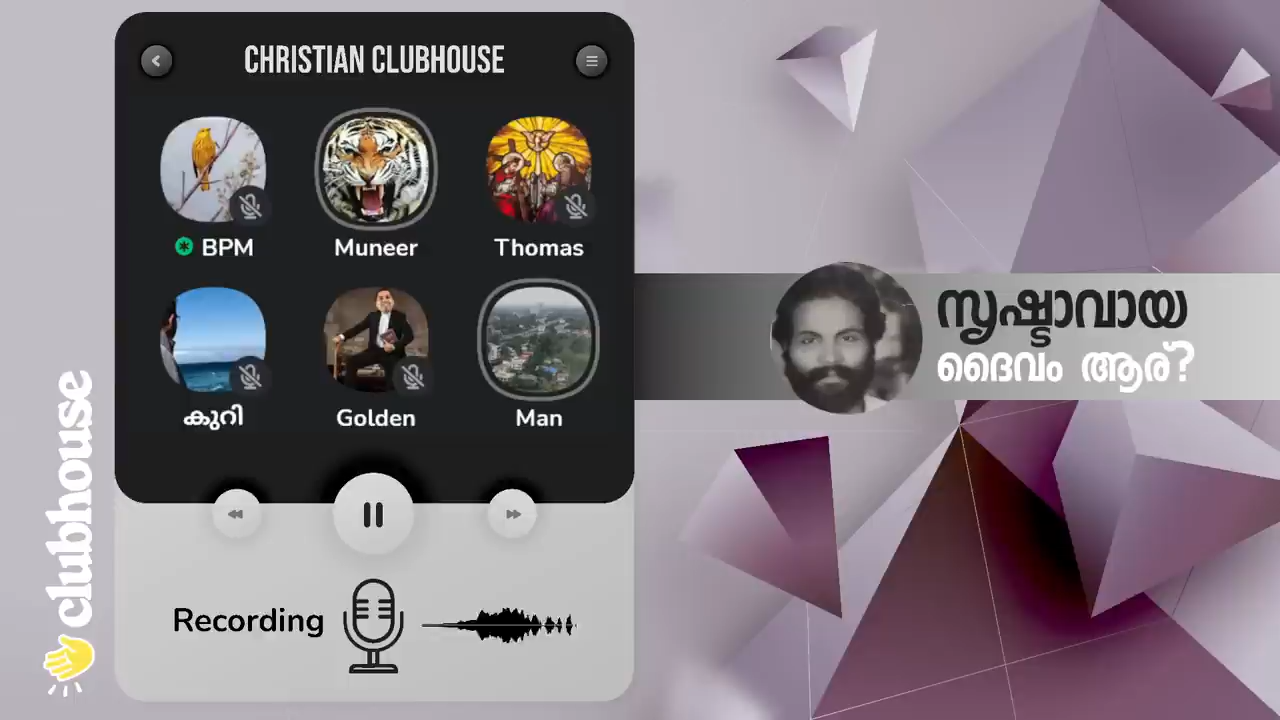 CHRISTIAN CLUBHOUSE
BPM
Muneer
Thomas
കുറി
Golden
Man
Recording
clubhouse
സൃഷ്ടാവായ
ദൈവം ആര്?